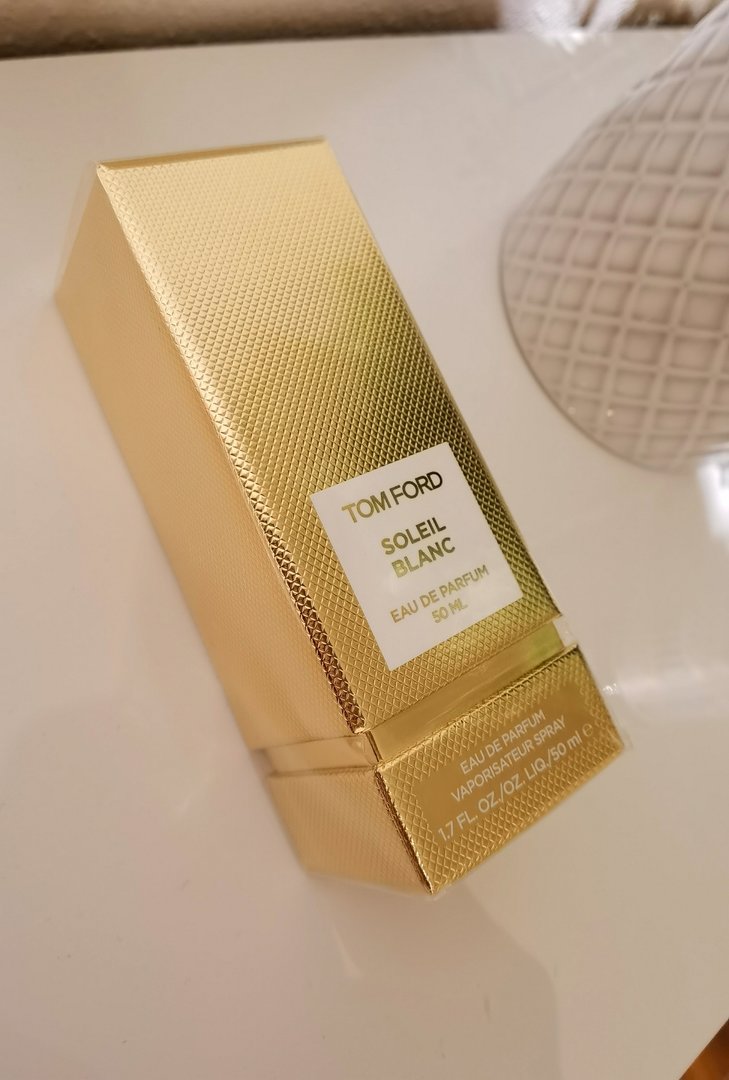 TOM FORD
SOLEIL
BLANC
EAU DE PARFUM
50 ML
EAU DE PARFUM
VAPORISATEUR SPRAY
1.7 FL. OZ./OZ. LIQ./50 ml ℮